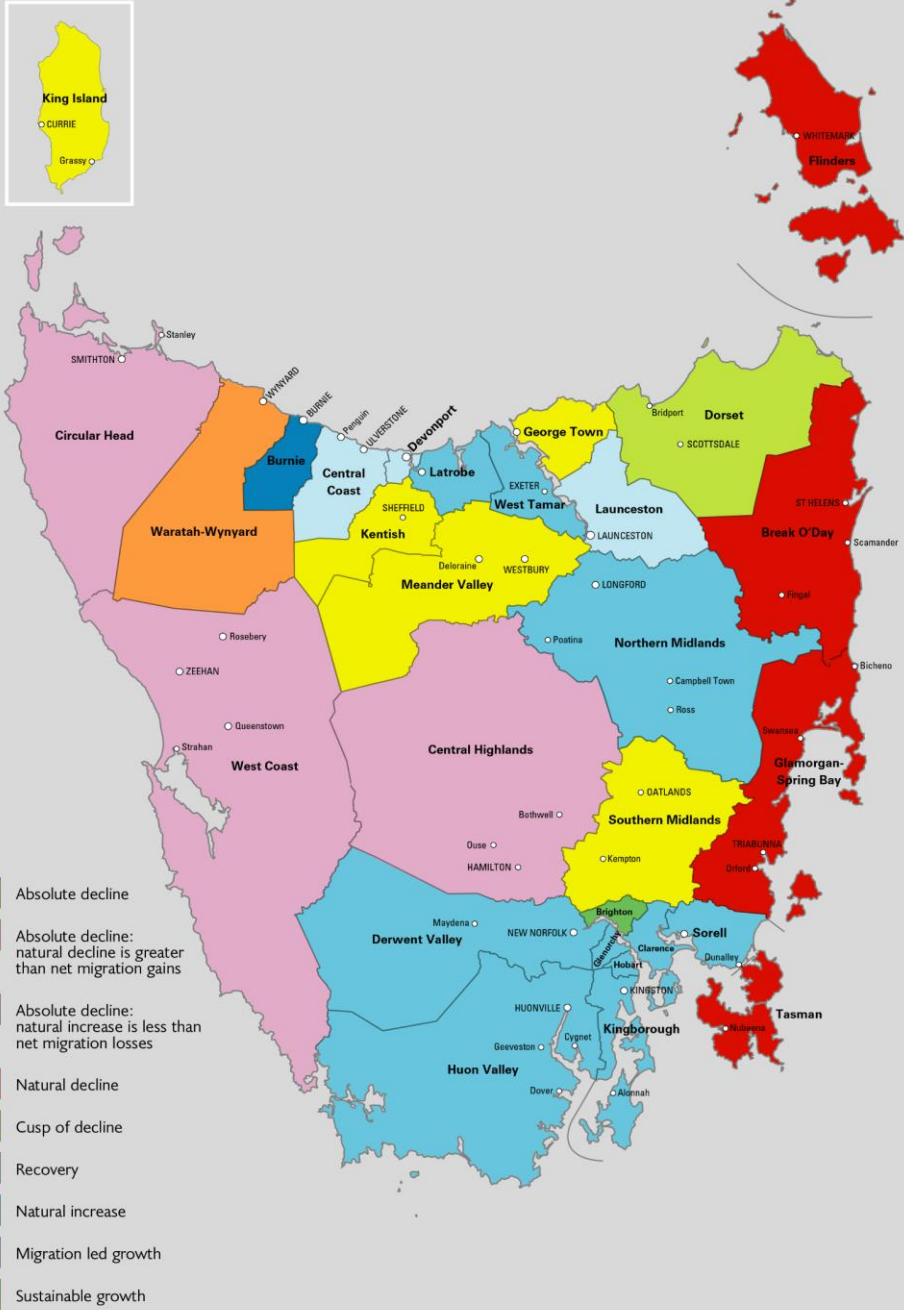 King Island
CURRIE
Grassy
WHITEMARK
Flinders
Stanley
SMITHTON
WYNYARD
BURNIE
Penguin
ULVERSTONE
Devonport
Circular Head
Burnie
Central
Coast
Latrobe
George Town
Bridport
Dorset
SCOTTSDALE
EXETER
West Tamar
Launceston
LAUNCESTON
SHEFFIELD
Kentish
Waratah-Wynyard
Deloraine
WESTBURY
Meander Valley
ST HELENS
Break O'Day
Scamander
Fingal
LONGFORD
Poatina
Northern Midlands
Campbell Town
Ross
Bicheno
Rosebery
ZEEHAN
Queenstown
Strahan
West Coast
Central Highlands
Bothwell
Ouse
HAMILTON
Swansea
Glamorgan-
Spring Bay
OATLANDS
Southern Midlands
Kempton
TRIABUNNA
Orford
Maydena
Derwent Valley
NEW NORFOLK
Brighton
Glenorchy
Hobart
Clarence
Sorell
Dunalley
KINGSTON
Kingborough
HUONVILLE
Cygnet
Geeveston
Huon Valley
Dover
Alonnah
Nubeena
Tasman
Absolute decline
Absolute decline:
natural decline is greater
than net migration gains
Absolute decline:
natural increase is less than
net migration losses
Natural decline
Cusp of decline
Recovery
Natural increase
Migration led growth
Sustainable growth